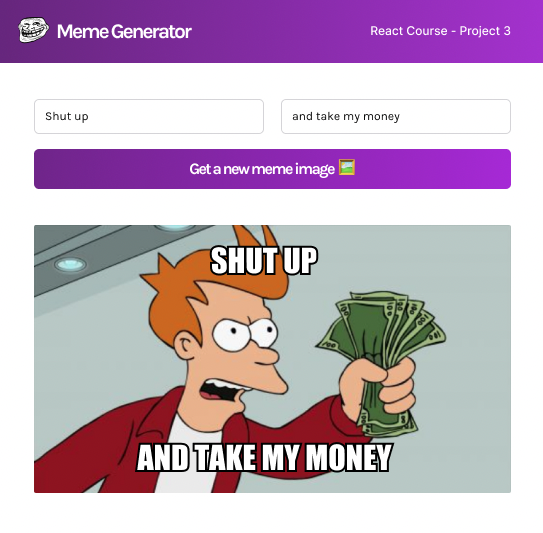 Meme Generator
React Course - Project 3
Shut up
and take my money
Get a new meme image 🖼️
SHUT UP
AND TAKE MY MONEY